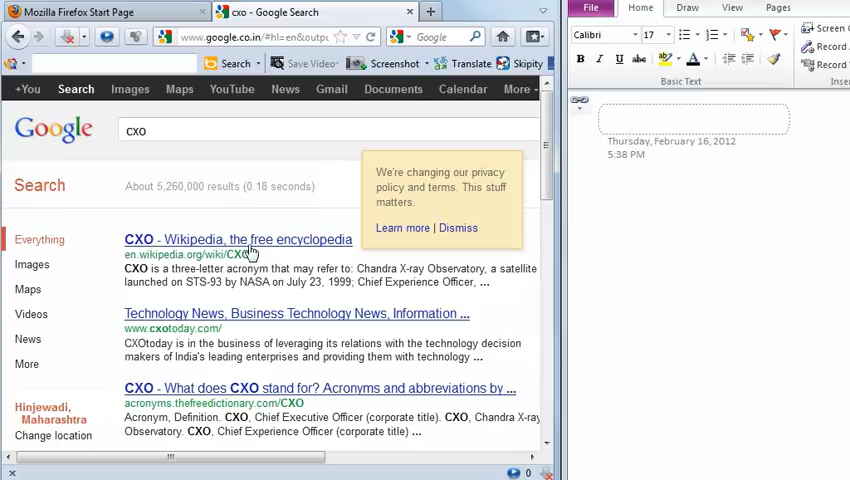 Mozilla Firefox Start Page
cxo - Google Search
www.google.co.in/#hl=en&outpu
Google
Search
Save Video
Screenshot
Translate
Skipity
+You Search Images Maps YouTube News Gmail Documents Calendar More
Google
cxo
Search
About 5,260,000 results (0.18 seconds)
We're changing our privacy
policy and terms. This stuff
matters.
Learn more | Dismiss
Everything
Images
Maps
Videos
News
More
Hinjewadi,
Maharashtra
Change location
CXO - Wikipedia, the free encyclopedia
en.wikipedia.org/wiki/CXO
CXO is a three-letter acronym that may refer to: Chandra X-ray Observatory, a satellite
launched on STS-93 by NASA on July 23, 1999; Chief Experience Officer, ...
Technology News, Business Technology News, Information ...
www.cxotoday.com/
CXOtoday is in the business of leveraging its relations with the technology decision
makers of India's leading enterprises and providing them with technology ...
CXO - What does CXO stand for? Acronyms and abbreviations by ...
acronyms.thefreedictionary.com/CXO
Acronym, Definition. CXO, Chief Executive Officer (corporate title). CXO, Chandra X-ray
Observatory. CXO, Chief Experience Officer (corporate title) ...
0
File Home Draw View Pages
Calibri 17
B I U abc A
Basic Text
Screen
Record
Record
Inser
Thursday, February 16, 2012
5:38 PM